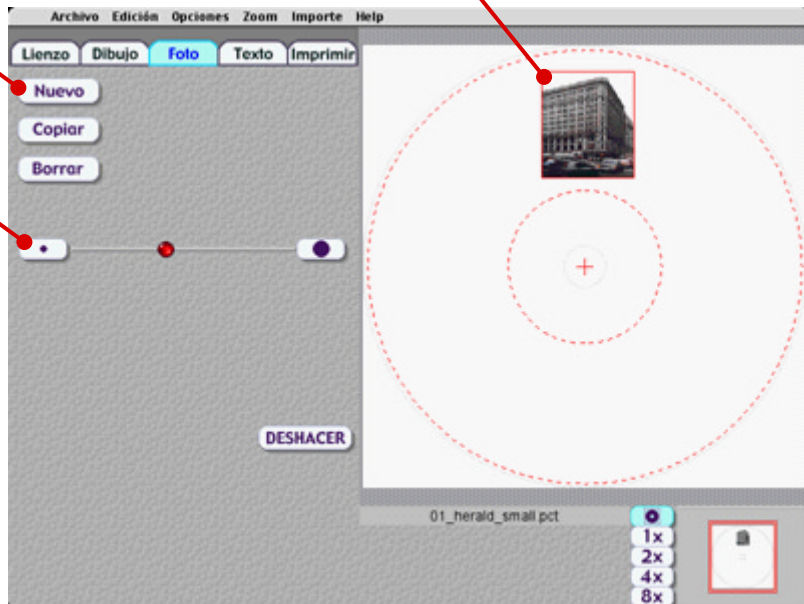 Archivo Edición Opciones Zoom Importe Help
Lienzo Dibujo Foto Texto Imprimir
Nuevo
Copiar
Borrar
DESHACER
01_herald_small.pct
1x
2x
4x
8x